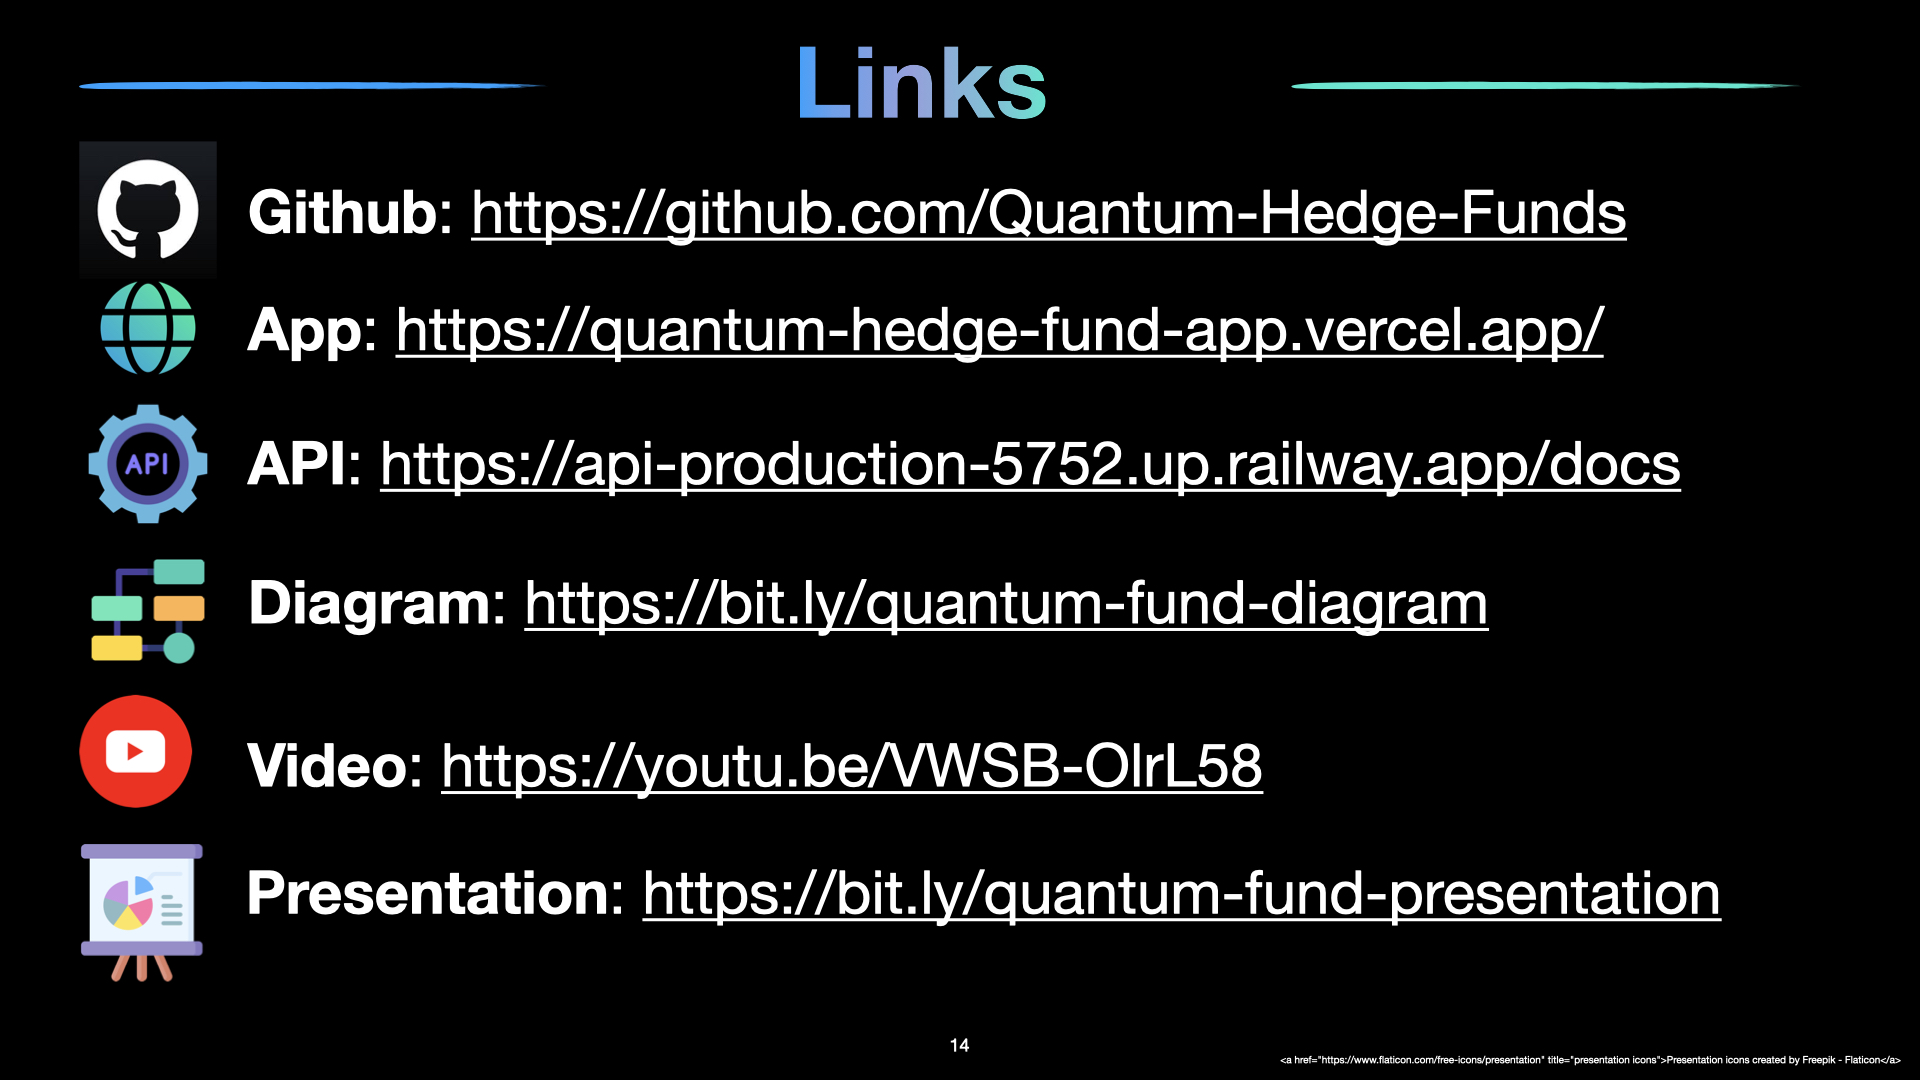 Links
Github: https://github.com/Quantum-Hedge-Funds
App: https://quantum-hedge-fund-app.vercel.app/
API
API: https://api-production-5752.up.railway.app/docs
Diagram: https://bit.ly/quantum-fund-diagram
Video: https://youtu.be/VWSB-OlrL58
Presentation: https://bit.ly/quantum-fund-presentation
14
<a href="https://www.flaticon.com/free-icons/presentation" title="presentation icons">Presentation icons created by Freepik - Flaticon</a>